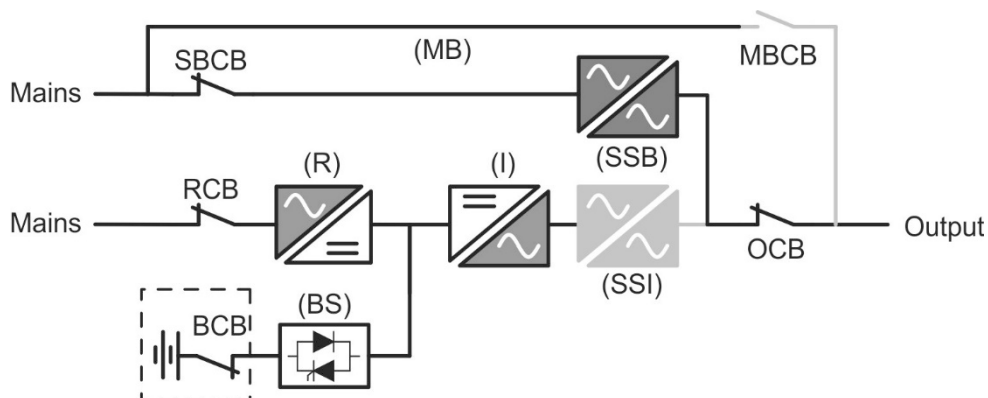 (MB)
MBCB
SBCB
Mains
(SSB)
(R)
(I)
RCB
Mains
Output
OCB
(SSI)
(BS)
BCB